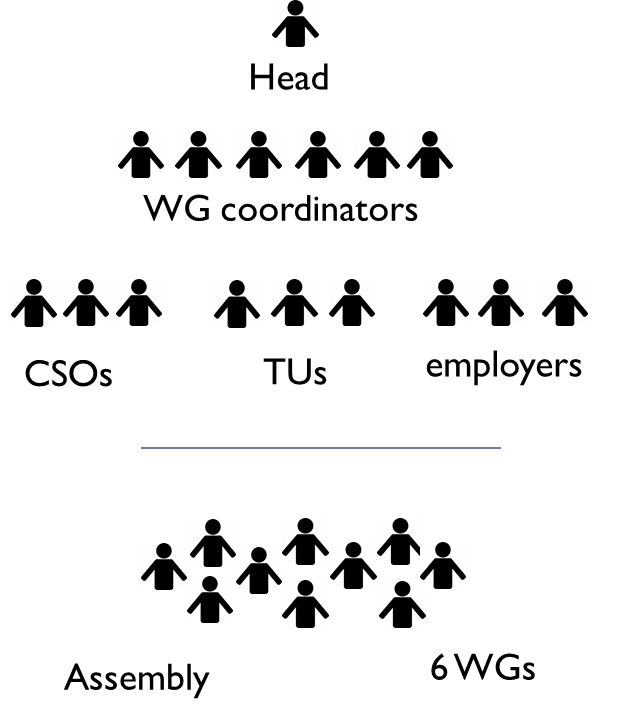 Head
WG coordinators
CSOs
TUs
employers
Assembly
6 WGs